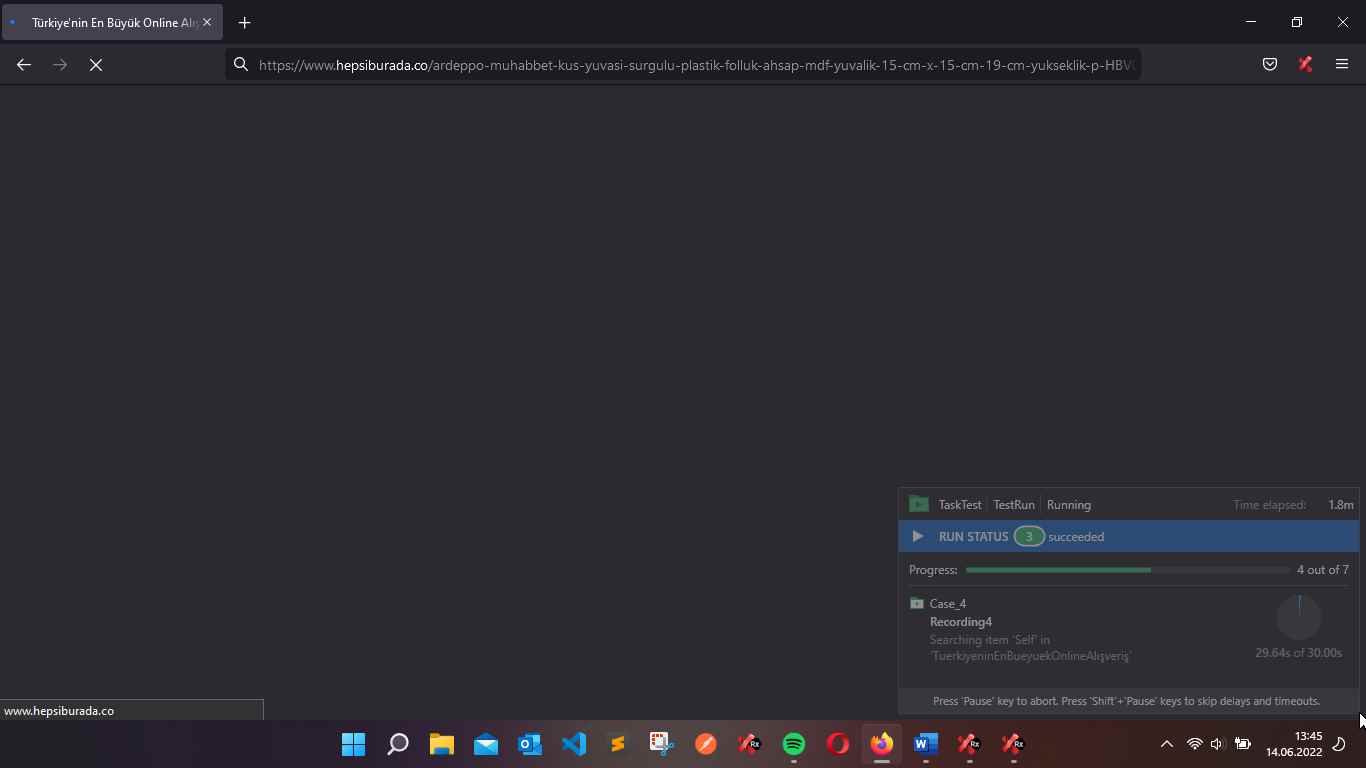 Türkiye'nin En Büyük Online Alış
https://www.hepsiburada.co/ardeppo-muhabbet-kus-yuvasi-surgulu-plastik-folluk-ahsap-mdf-yuvalik-15-cm-x-15-cm-19-cm-yukseklik-p-HBV
TaskTest TestRun Running Time elapsed: 1.8m
RUN STATUS 3 succeeded
Progress: 4 out of 7
Case_4
Recording4
Searching item 'Self' in
'TuerkiyeninEnBueyuekOnlineAlışveriş'
29.64s of 30.00s
Press 'Pause' key to abort. Press 'Shift'+'Pause' keys to skip delays and timeouts.
www.hepsiburada.co
13:45
14.06.2022